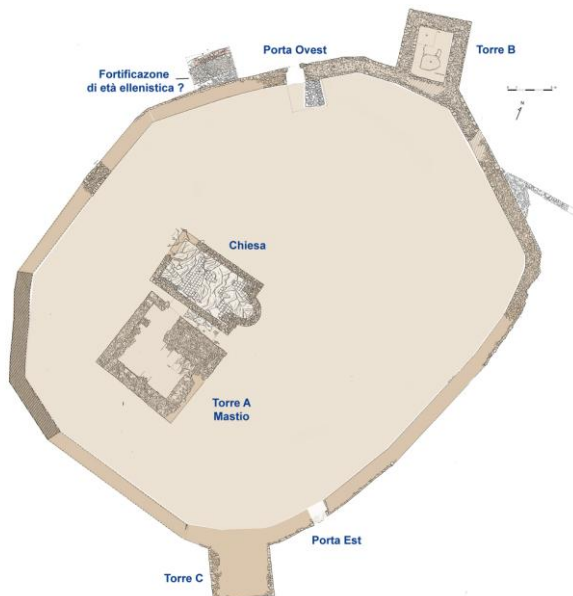 Porta Ovest
Torre B
Fortificazone
di età ellenistica ?
N
Chiesa
Torre A
Mastio
Porta Est
Torre C